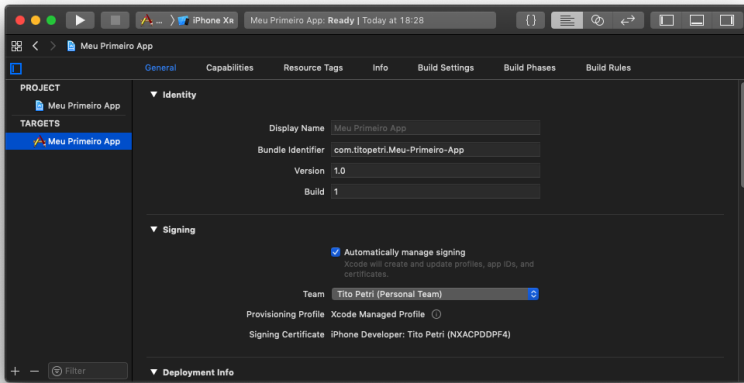 ... iPhone XR Meu Primeiro App: Ready | Today at 18:28 { }
Meu Primeiro App
General Capabilities Resource Tags Info Build Settings Build Phases Build Rules
PROJECT
Meu Primeiro App
TARGETS
Meu Primeiro App
Identity
Display Name Meu Primeiro App
Bundle Identifier com.titopetri.Meu-Primeiro-App
Version 1.0
Build 1
Signing
Automatically manage signing
Xcode will create and update profiles, app IDs, and
certificates.
Team Tito Petri (Personal Team)
Provisioning Profile Xcode Managed Profile
Signing Certificate iPhone Developer: Tito Petri (NXACPDDPF4)
Deployment Info
+ − Filter